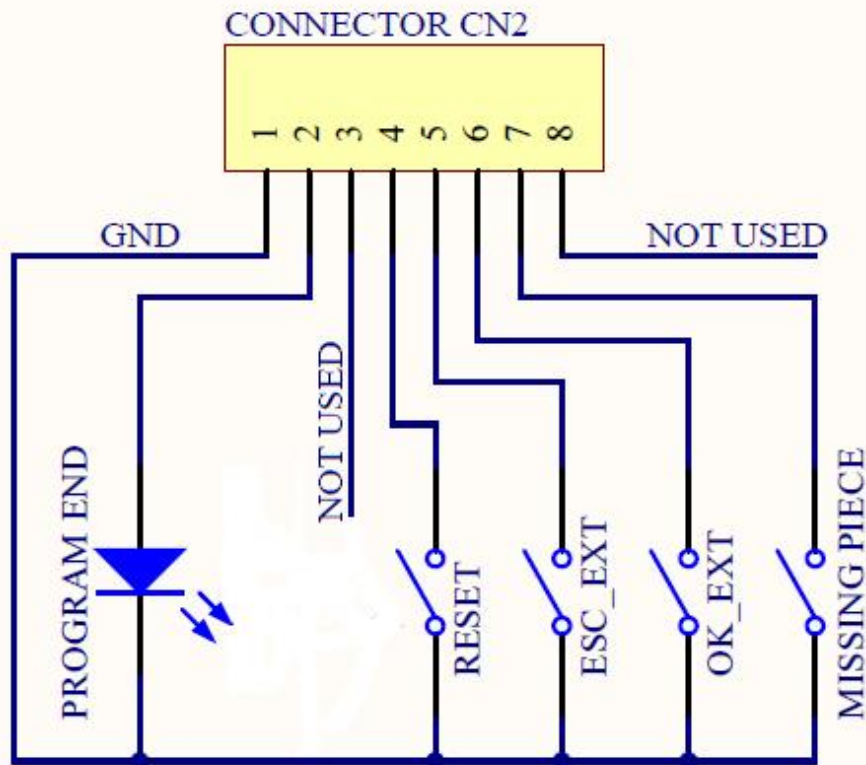 CONNECTOR CN2
1
2
3
4
5
6
7
8
GND
NOT USED
NOT USED
PROGRAM END
RESET
ESC_EXT
OK_EXT
MISSING PIECE